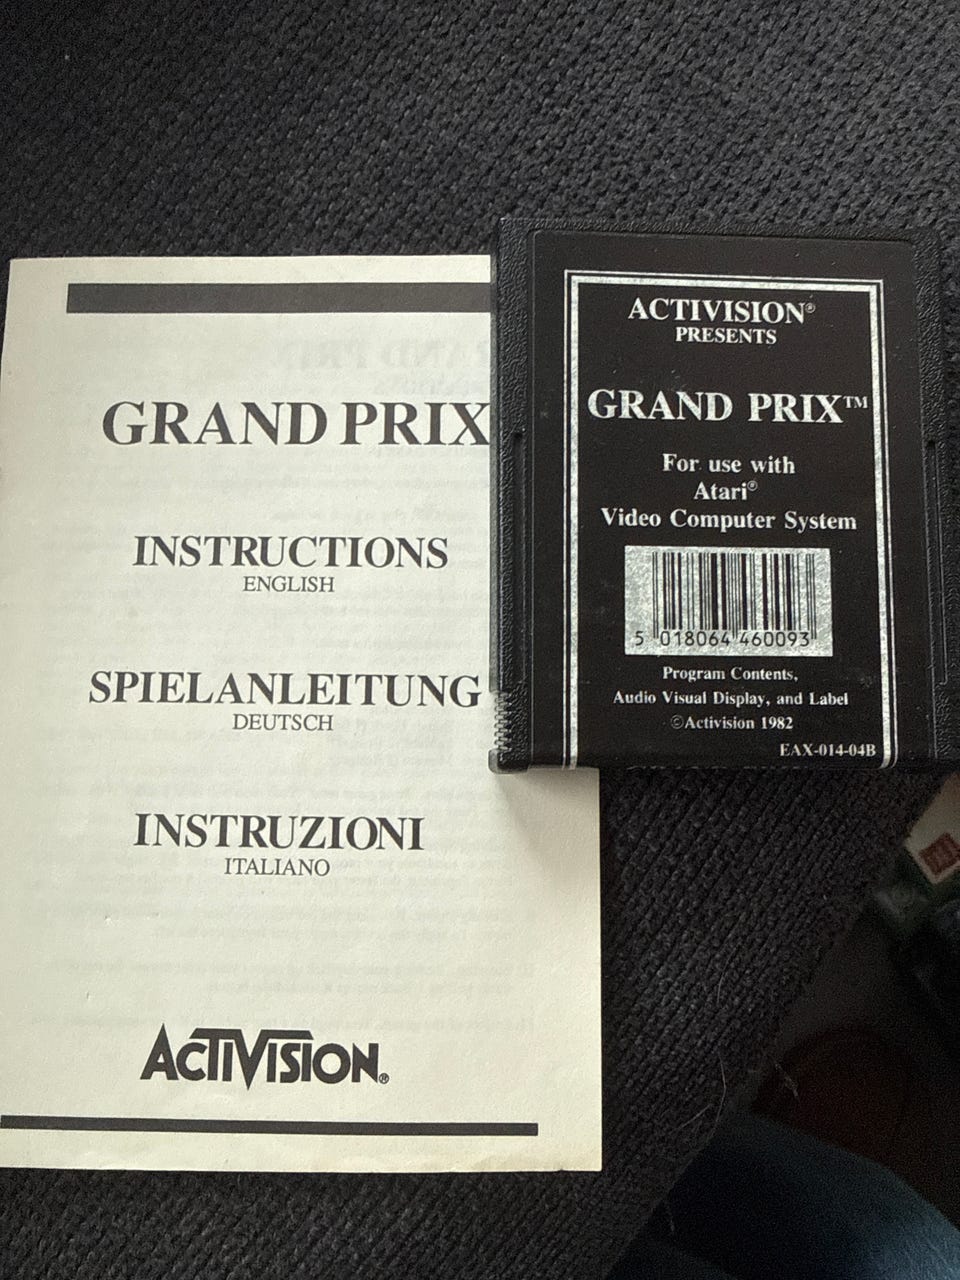 GRAND PRIX
INSTRUCTIONS
ENGLISH
SPIELANLEITUNG
DEUTSCH
INSTRUZIONI
ITALIANO
ACTIVISION®
ACTIVISION®
PRESENTS
GRAND PRIX™
For use with
Atari®
Video Computer System
5 018064 460093
Program Contents,
Audio Visual Display, and Label
©Activision 1982
EAX-014-04B